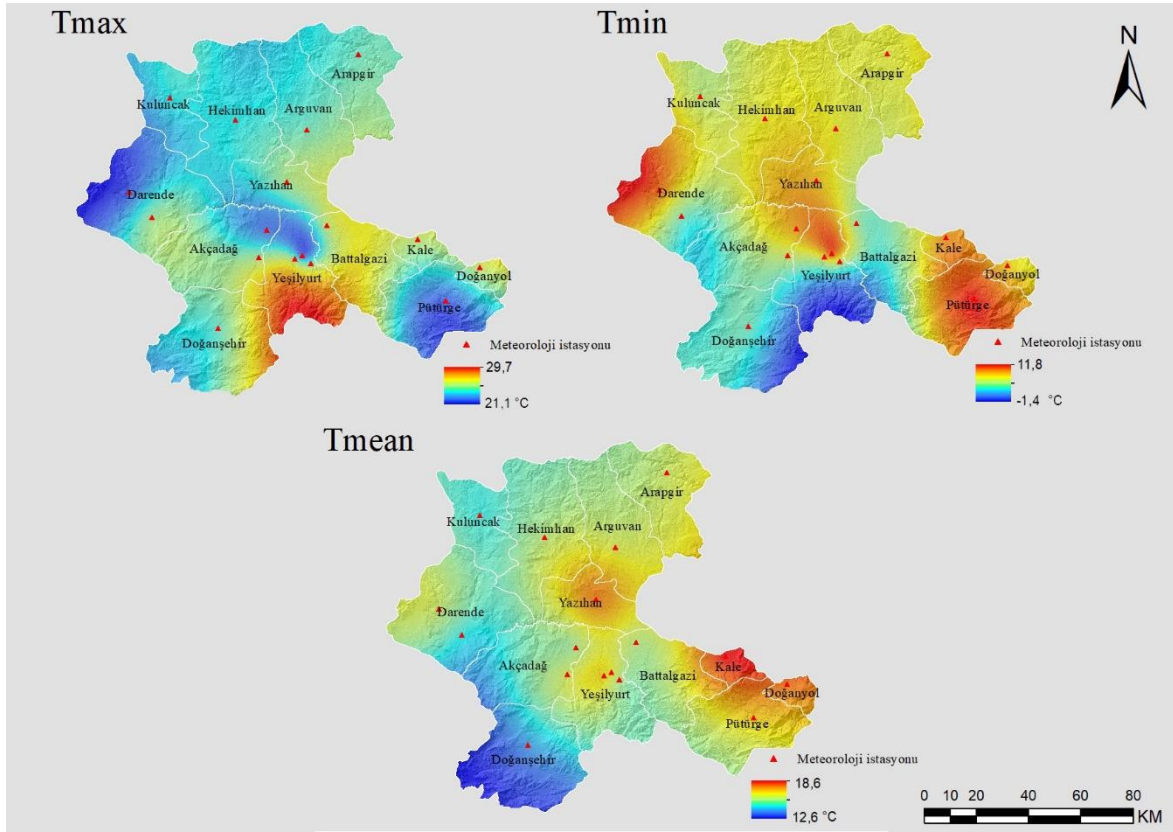 Tmax
Arapgir
Kuluncak
Hekimhan
Arguvan
Darende
Yazıhan
Akçadağ
Battalgazi
Kale
Yeşilyurt
Doğanyol
Pütürge
Doğanşehir
Meteoroloji istasyonu
29,7
21,1 °C
Tmin
N
Arapgir
Kuluncak
Hekimhan
Arguvan
Darende
Yazıhan
Akçadağ
Battalgazi
Kale
Yeşilyurt
Doğanyol
Pütürge
Doğanşehir
Meteoroloji istasyonu
11,8
-1,4 °C
Tmean
Arapgir
Kuluncak
Hekimhan
Arguvan
Yazıhan
Darende
Akçadağ
Kale
Battalgazi
Yeşilyurt
Doğanyol
Pütürge
Doğanşehir
Meteoroloji istasyonu
18,6
12,6 °C
0 10 20 40 60 80
KM